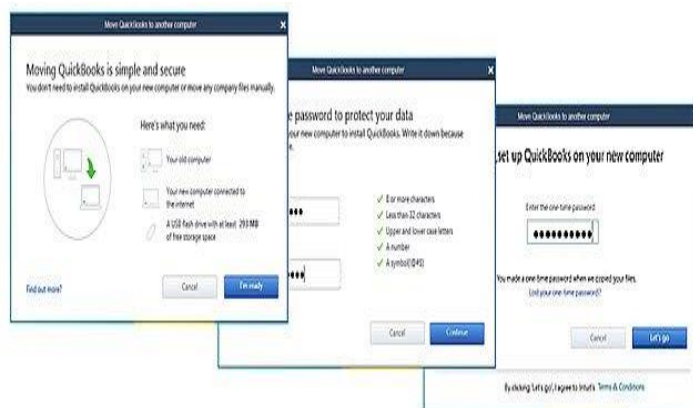 Move QuickBooks to another computer
Moving QuickBooks is simple and secure
You don't need to install QuickBooks on your new computer or move any company files manually.
Here's what you need:
Your old computer
Your new computer connected to
the internet
A USB flash drive with at least 293 MB
of free storage space
Find out more?
Cancel
I'm ready
Move QuickBooks to another computer
e password to protect your data
our new computer to install QuickBooks. Write it down because
e.
8 or more characters
Less than 32 characters
Upper and lower case letters
A number
A symbol(!@#$)
Cancel
Continue
Move QuickBooks to another computer
set up QuickBooks on your new computer
Enter the one-time password:
You made a one-time password when we copied your files.
Lost your one-time password?
Cancel
Let's go
By clicking 'Let's go', I agree to Intuit's Terms & Conditions